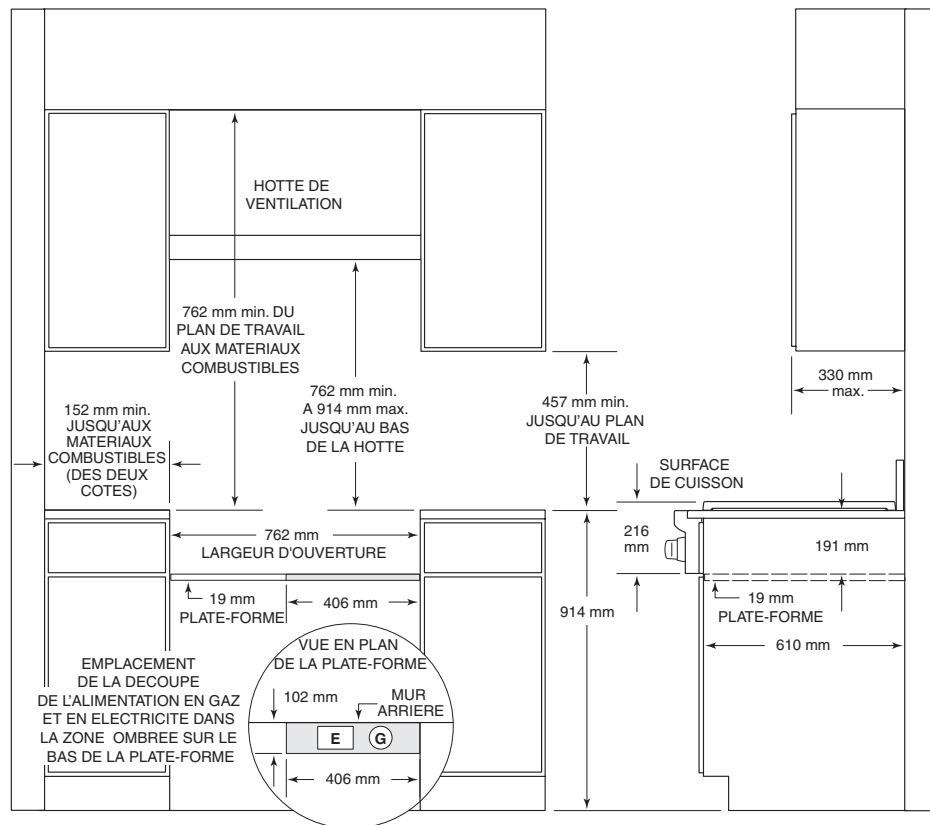 HOTTE DE
VENTILATION
762 mm min. DU
PLAN DE TRAVAIL
AUX MATERIAUX
COMBUSTIBLES
762 mm min.
A 914 mm max.
JUSQU'AU BAS
DE LA HOTTE
152 mm min.
JUSQU'AUX
MATERIAUX
COMBUSTIBLES
(DES DEUX
COTES)
457 mm min.
JUSQU'AU PLAN
DE TRAVAIL
330 mm
max.
SURFACE
DE CUISSON
762 mm
LARGEUR D'OUVERTURE
216
mm
191 mm
19 mm
PLATE-FORME
406 mm
914 mm
19 mm
PLATE-FORME
610 mm
VUE EN PLAN
DE LA PLATE-FORME
EMPLACEMENT
DE LA DECOUPE
DE L'ALIMENTATION EN GAZ
ET EN ELECTRICITE DANS
LA ZONE OMBREE SUR LE
BAS DE LA PLATE-FORME
102 mm
MUR
ARRIERE
E G
406 mm